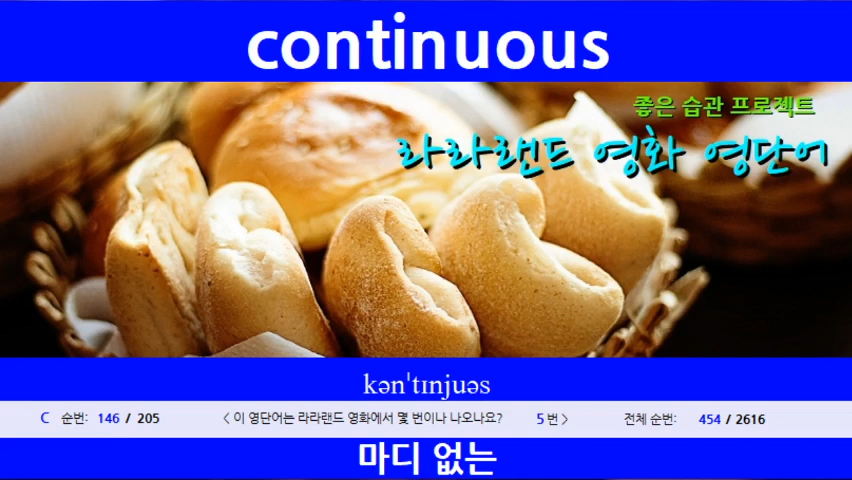 continuous
좋은 습관 프로젝트
라라랜드 영화 영단어
kənˈtɪnjuəs
C 순번: 146 / 205 < 이 영단어는 라라랜드 영화에서 몇 번이나 나오나요? 5 번 > 전체 순번: 454 / 2616
마디 없는